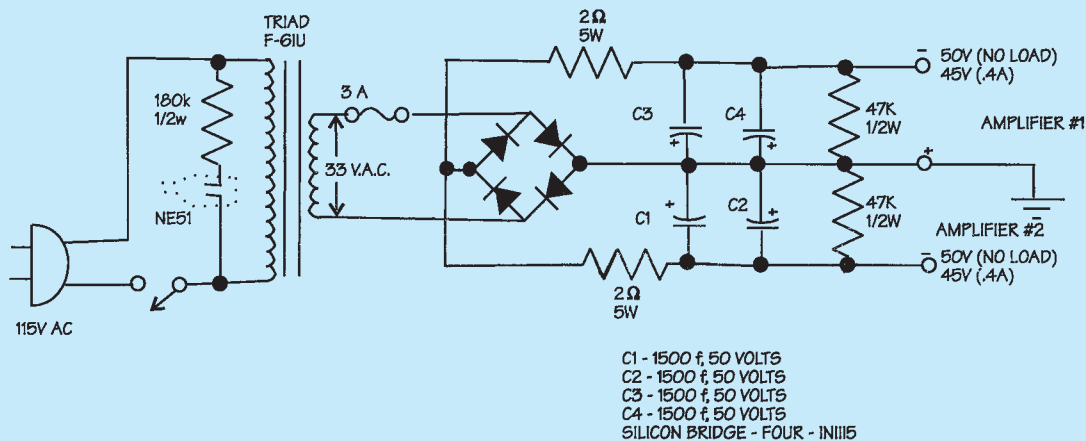 TRIAD
F-61U
2Ω
5W
50V (NO LOAD)
45V (.4A)
180k
1/2w
3 A
C3
C4
47K
1/2W
AMPLIFIER #1
33 V.A.C.
NE51
C1
C2
47K
1/2W
AMPLIFIER #2
50V (NO LOAD)
45V (.4A)
2Ω
5W
115V AC
C1 - 1500 f, 50 VOLTS
C2 - 1500 f, 50 VOLTS
C3 - 1500 f, 50 VOLTS
C4 - 1500 f, 50 VOLTS
SILICON BRIDGE - FOUR - IN1115